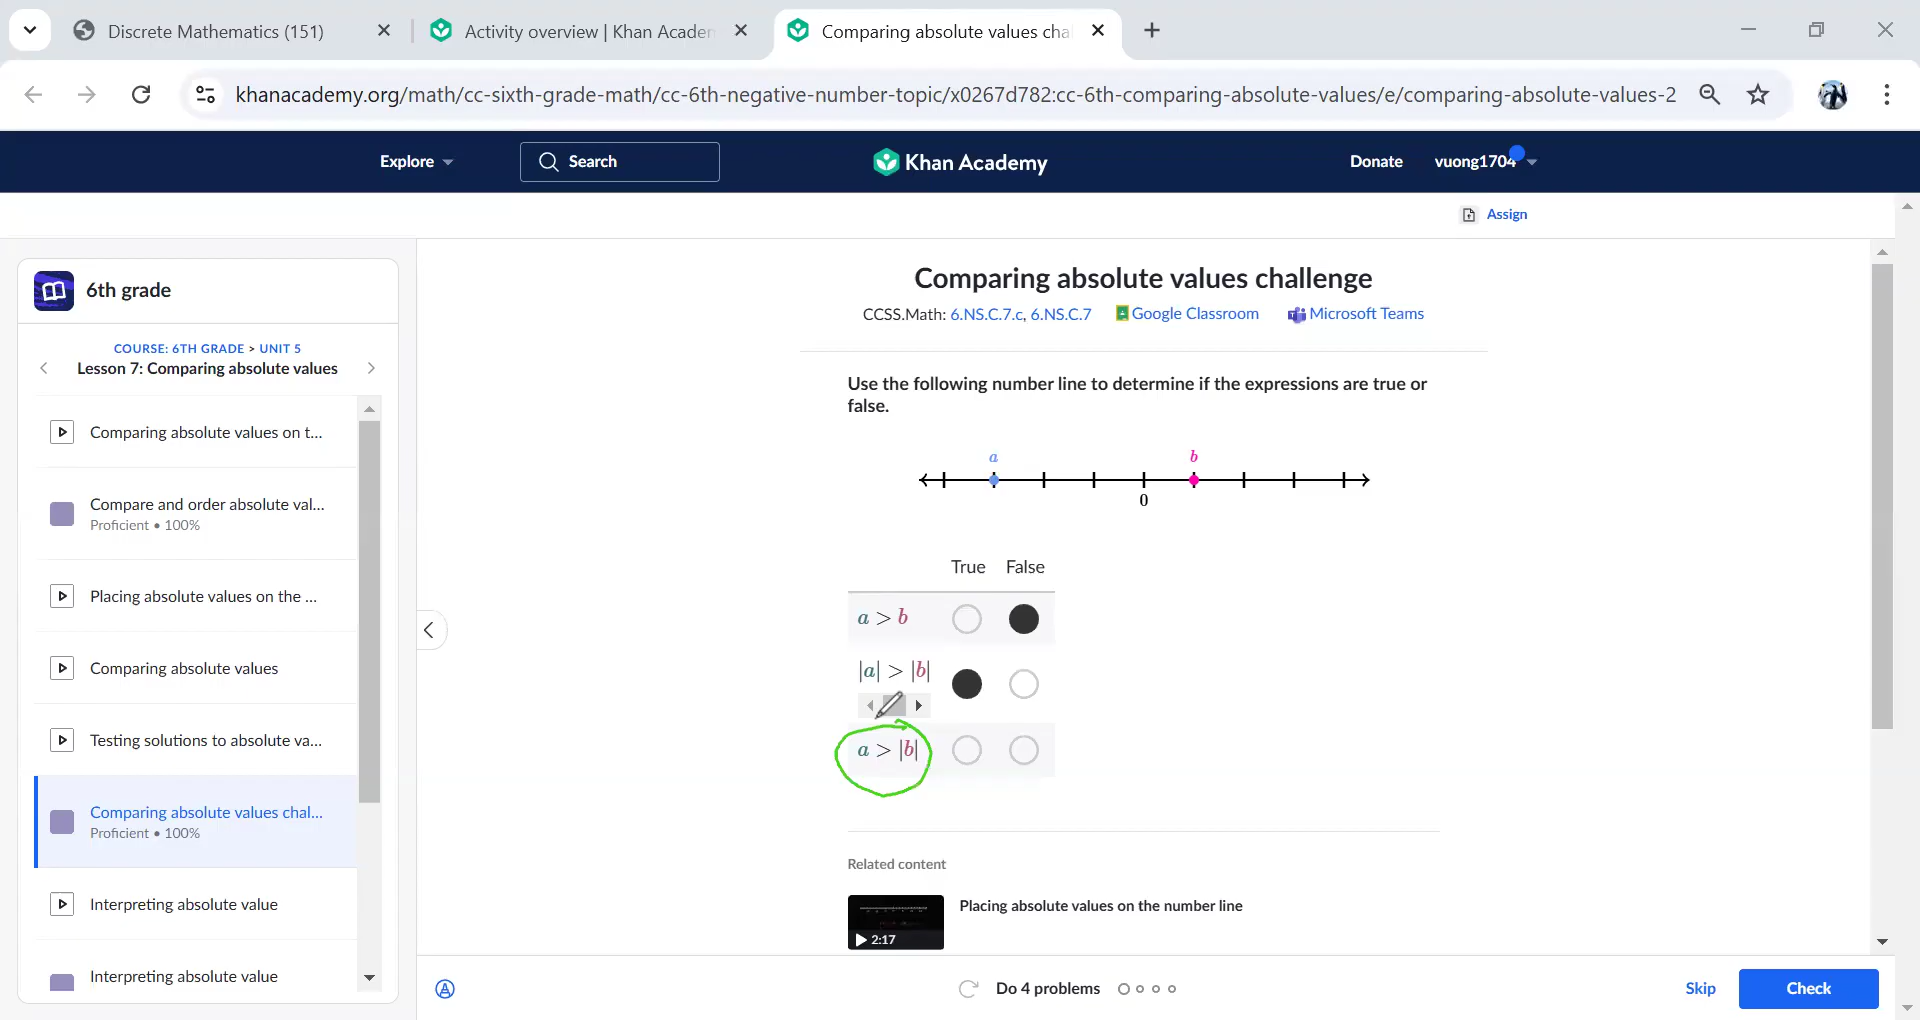 Discrete Mathematics (151)
Activity overview | Khan Academ
Comparing absolute values cha
khanacademy.org/math/cc-sixth-grade-math/cc-6th-negative-number-topic/x0267d782:cc-6th-comparing-absolute-values/e/comparing-absolute-values-2
Explore
Search
Khan Academy
Donate
vuong1704
Assign
6th grade
COURSE: 6TH GRADE > UNIT 5
Lesson 7: Comparing absolute values
Comparing absolute values on t...
Compare and order absolute val...
Proficient • 100%
Placing absolute values on the ...
Comparing absolute values
Testing solutions to absolute va...
Comparing absolute values chal...
Proficient • 100%
Interpreting absolute value
Interpreting absolute value
Comparing absolute values challenge
CCSS.Math: 6.NS.C.7.c, 6.NS.C.7 Google Classroom Microsoft Teams
Use the following number line to determine if the expressions are true or
false.
a b
0
True False
a > b
|a| > |b|
a > |b|
Related content
2:17
Placing absolute values on the number line
Do 4 problems
Skip
Check